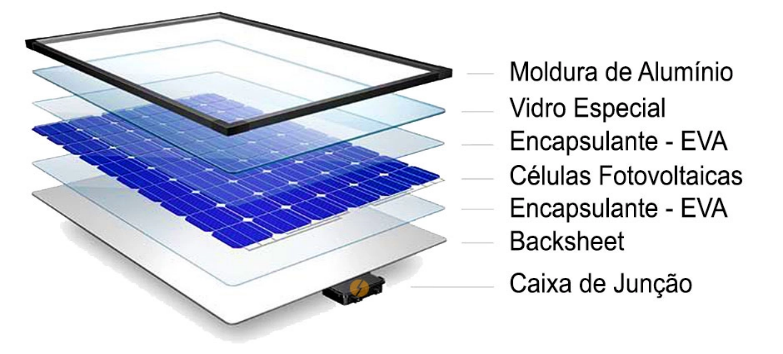 Moldura de Alumínio
Vidro Especial
Encapsulante - EVA
Células Fotovoltaicas
Encapsulante - EVA
Backsheet
Caixa de Junção